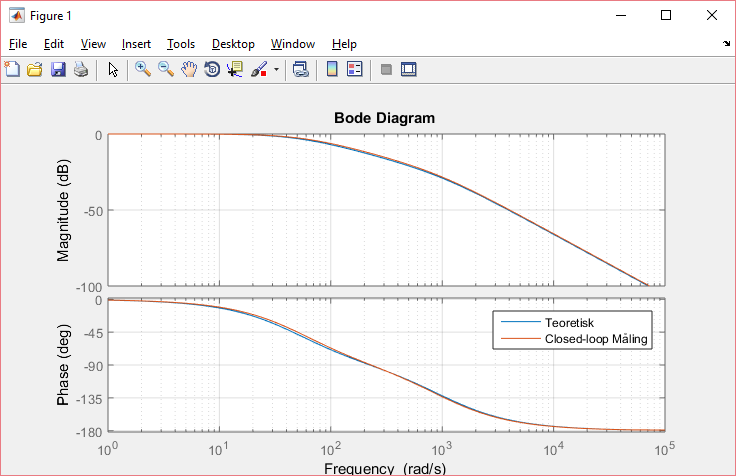 Figure 1
File Edit View Insert Tools Desktop Window Help
Bode Diagram
Magnitude (dB)
0
-50
-100
Phase (deg)
0
-45
-90
-135
-180
Teoretisk
Closed-loop Måling
10^0 10^1 10^2 10^3 10^4 10^5
Frequency (rad/s)